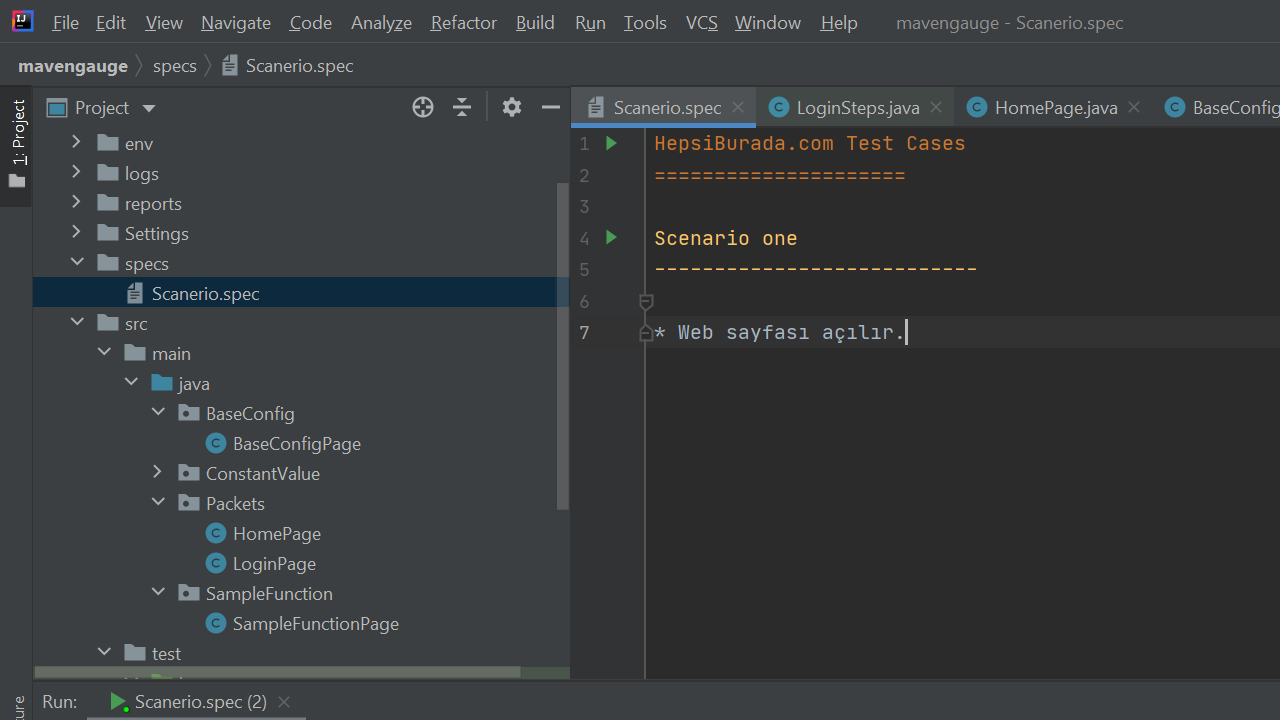 File Edit View Navigate Code Analyze Refactor Build Run Tools VCS Window Help mavengauge - Scanerio.spec
mavengauge specs Scanerio.spec
1: Project
Project
Scanerio.spec LoginSteps.java HomePage.java BaseConfig
env
logs
reports
Settings
specs
Scanerio.spec
src
main
java
BaseConfig
BaseConfigPage
ConstantValue
Packets
HomePage
LoginPage
SampleFunction
SampleFunctionPage
test
1 HepsiBurada.com Test Cases
2 =====================
3
4 Scenario one
5 ---------------------------
6
7 * Web sayfası açılır.
Run: Scanerio.spec (2)